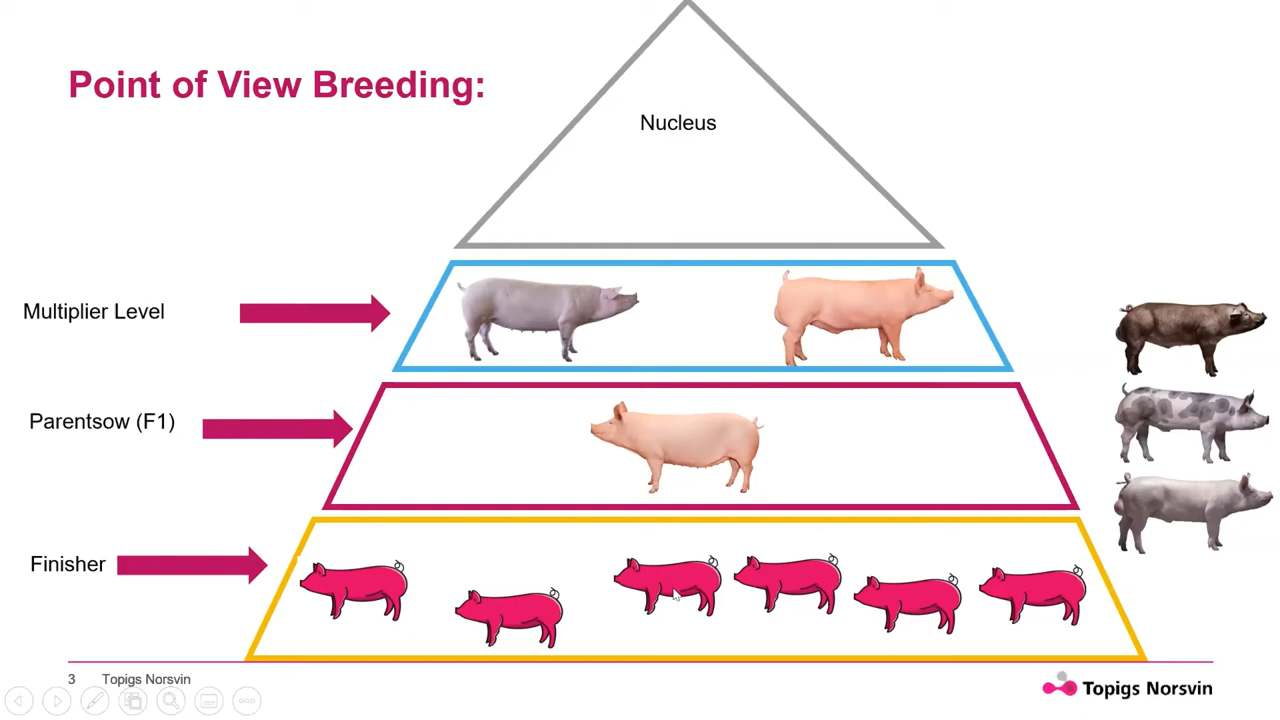 Point of View Breeding:
Nucleus
Multiplier Level
Parentsow (F1)
Finisher
3 Topigs Norsvin
Topigs Norsvin